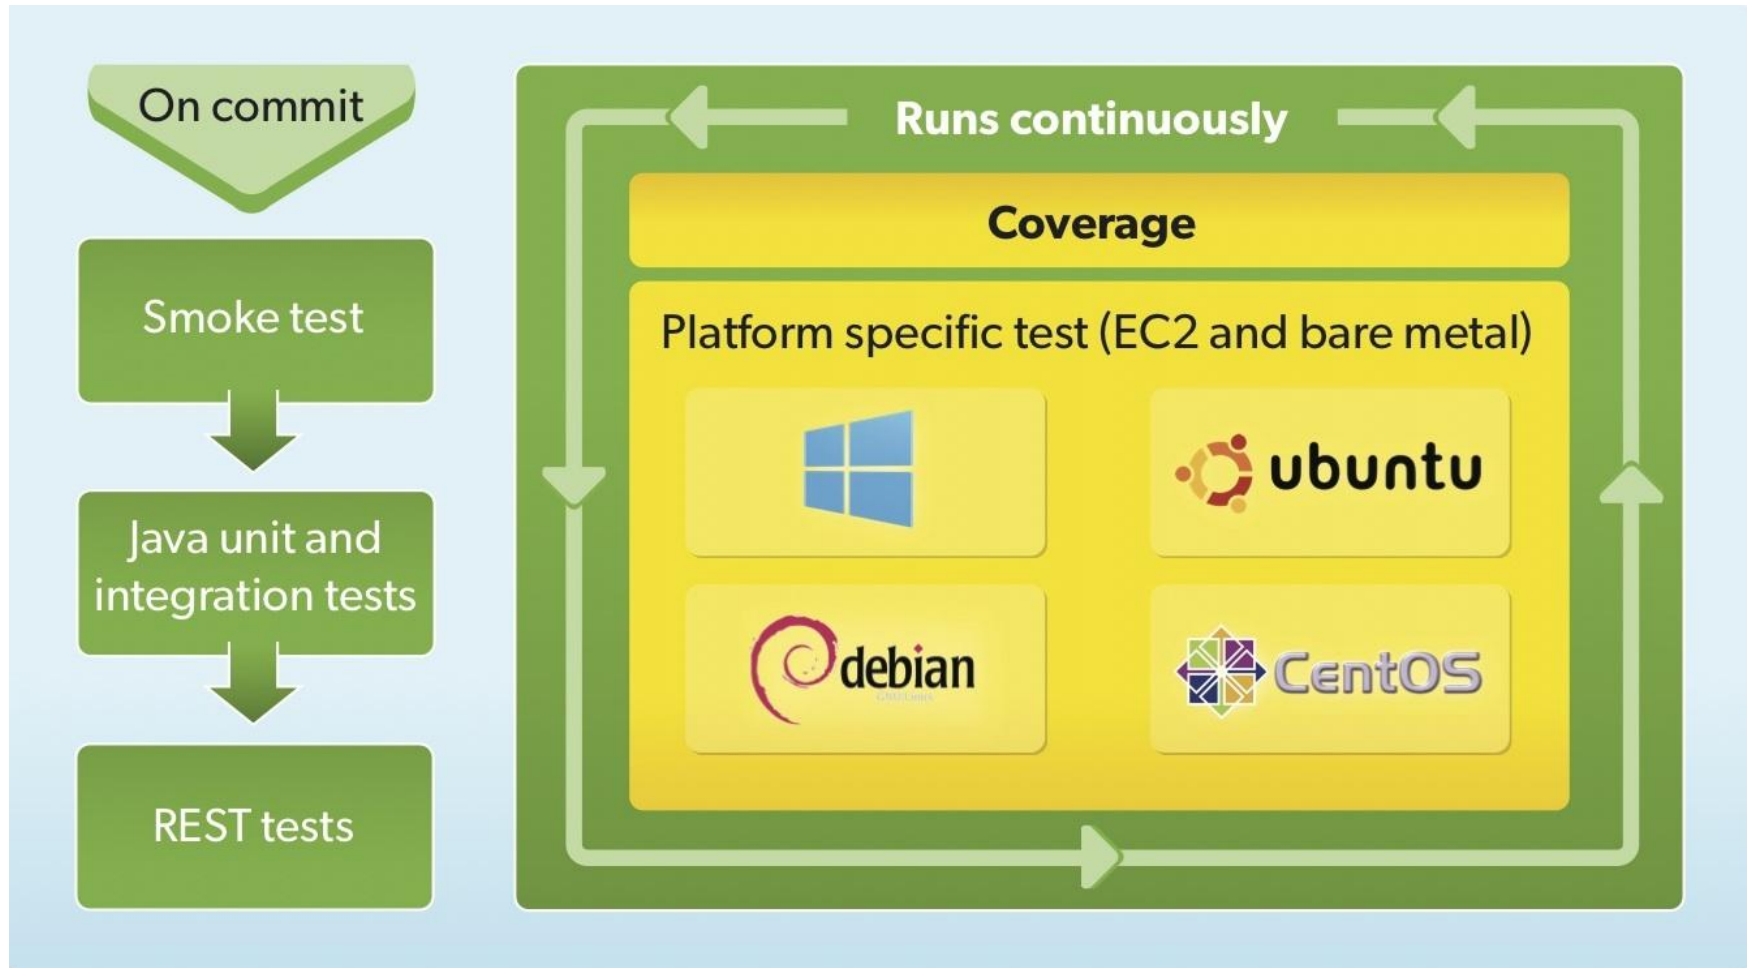 On commit
Smoke test
Java unit and
integration tests
REST tests
Runs continuously
Coverage
Platform specific test (EC2 and bare metal)
ubuntu
debian
CentOS